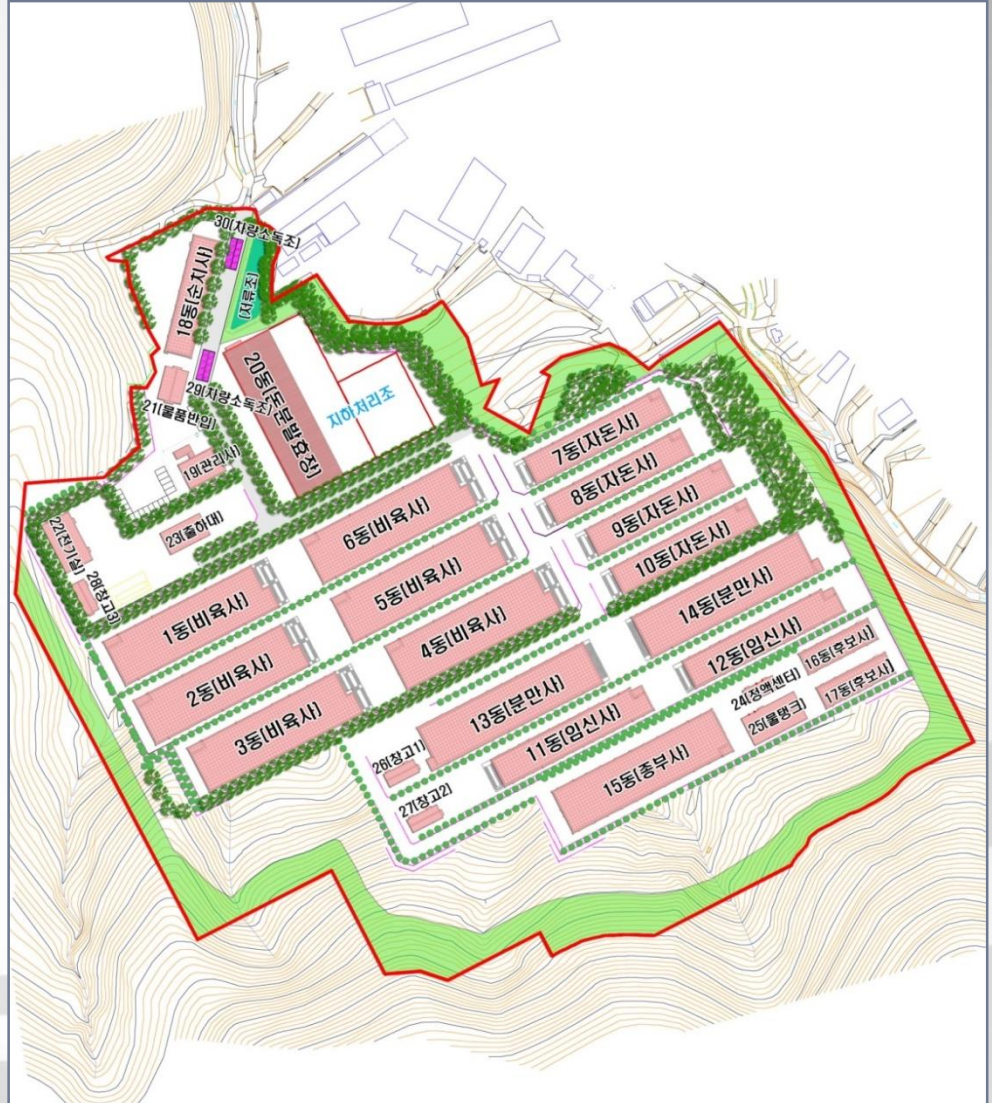 30(차량소독조)
18동(순치사)
(저류조)
29(차량소독조)
20동(돈분발효장)
지하처리조
21(물품반입)
19(관리사)
22(전기실)
23(출하대)
28(창고3)
7동(자돈사)
8동(자돈사)
9동(자돈사)
10동(자돈사)
6동(비육사)
5동(비육사)
4동(비육사)
1동(비육사)
2동(비육사)
3동(비육사)
14동(분만사)
12동(임신사)
16동(후보사)
17동(후보사)
24(정액센터)
25(물탱크)
13동(분만사)
11동(임신사)
15동(종부사)
26(창고1)
27(창고2)